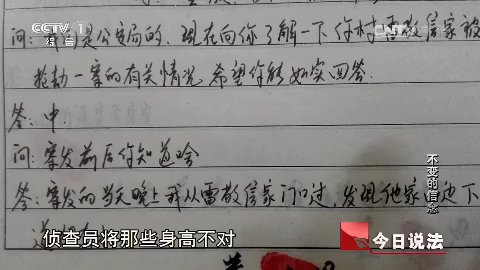 CCTV 1
综合
问: 我们是公安局的、现在向你了解一下你村雷敬信家被
抢劫一案的有关情况,希望你能如实回答.
答: 中.
问: 案发前后你知道啥
答: 案发的当天晚上我从雷敬信家门口过,发现他家 边下
不变的信念
侦查员将那些身高不对
今日说法